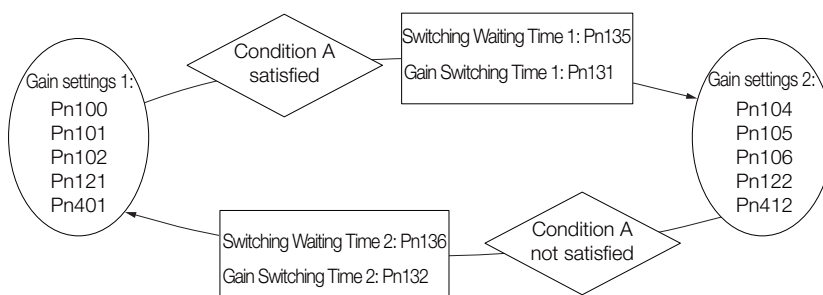 Gain settings 1:
Pn100
Pn101
Pn102
Pn121
Pn401
Condition A
satisfied
Switching Waiting Time 1: Pn135
Gain Switching Time 1: Pn131
Gain settings 2:
Pn104
Pn105
Pn106
Pn122
Pn412
Condition A
not satisfied
Switching Waiting Time 2: Pn136
Gain Switching Time 2: Pn132